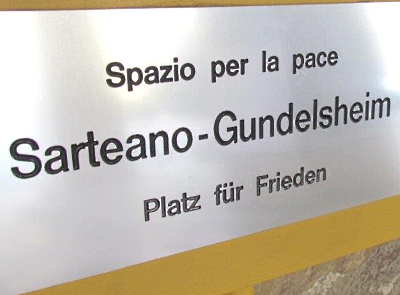 Spazio per la pace
Sarteano-Gundelsheim
Platz für Frieden